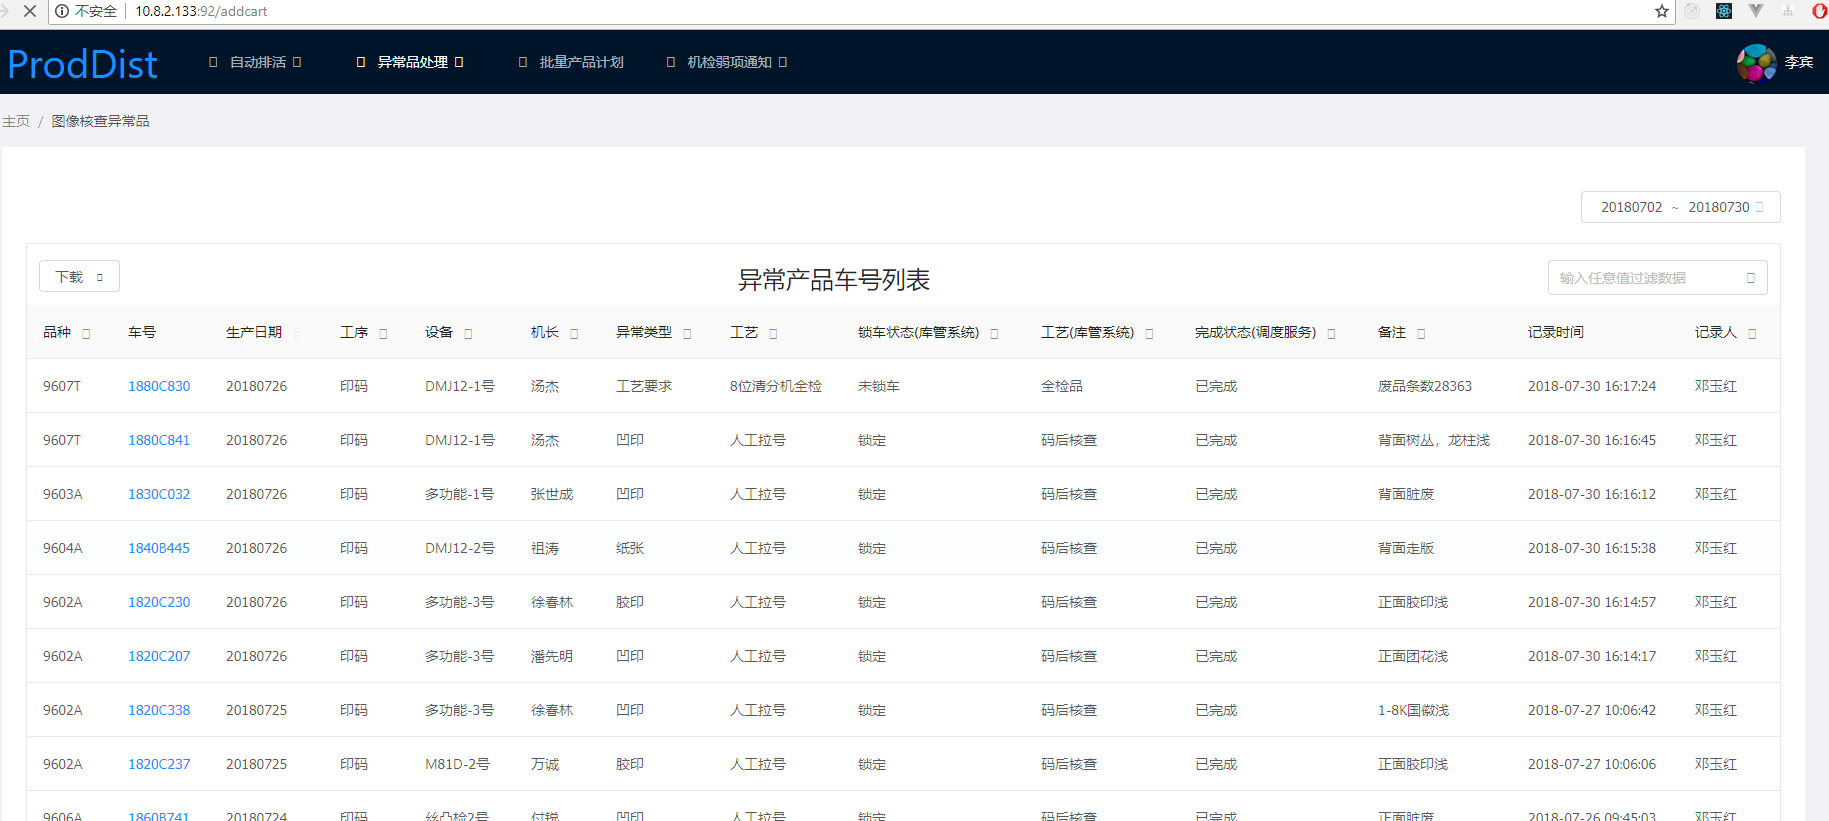 不安全 10.8.2.133:92/addcart
ProdDist 自动排活 异常品处理 批量产品计划 机检弱项通知 李宾
主页 / 图像核查异常品
20180702 ~ 20180730
下载 异常产品车号列表 输入任意值过滤数据
品种 车号 生产日期 工序 设备 机长 异常类型 工艺 锁车状态(库管系统) 工艺(库管系统) 完成状态(调度服务) 备注 记录时间 记录人
9607T 1880C830 20180726 印码 DMJ12-1号 汤杰 工艺要求 8位清分机全检 未锁车 全检品 已完成 废品条数28363 2018-07-30 16:17:24 邓玉红
9607T 1880C841 20180726 印码 DMJ12-1号 汤杰 凹印 人工拉号 锁定 码后核查 已完成 背面树丛，龙柱浅 2018-07-30 16:16:45 邓玉红
9603A 1830C032 20180726 印码 多功能-1号 张世成 凹印 人工拉号 锁定 码后核查 已完成 背面脏废 2018-07-30 16:16:12 邓玉红
9604A 1840B445 20180726 印码 DMJ12-2号 祖涛 纸张 人工拉号 锁定 码后核查 已完成 背面走版 2018-07-30 16:15:38 邓玉红
9602A 1820C230 20180726 印码 多功能-3号 徐春林 胶印 人工拉号 锁定 码后核查 已完成 正面胶印浅 2018-07-30 16:14:57 邓玉红
9602A 1820C207 20180726 印码 多功能-3号 潘先明 凹印 人工拉号 锁定 码后核查 已完成 正面团花浅 2018-07-30 16:14:17 邓玉红
9602A 1820C338 20180725 印码 多功能-3号 徐春林 凹印 人工拉号 锁定 码后核查 已完成 1-8K国徽浅 2018-07-27 10:06:42 邓玉红
9602A 1820C237 20180725 印码 M81D-2号 万诚 胶印 人工拉号 锁定 码后核查 已完成 正面胶印浅 2018-07-27 10:06:06 邓玉红
9606A 1860B741 20180724 印码 丝凸检2号 付锐 凹印 人工拉号 锁定 码后核查 已完成 正面脏废 2018-07-26 09:45:03 邓玉红